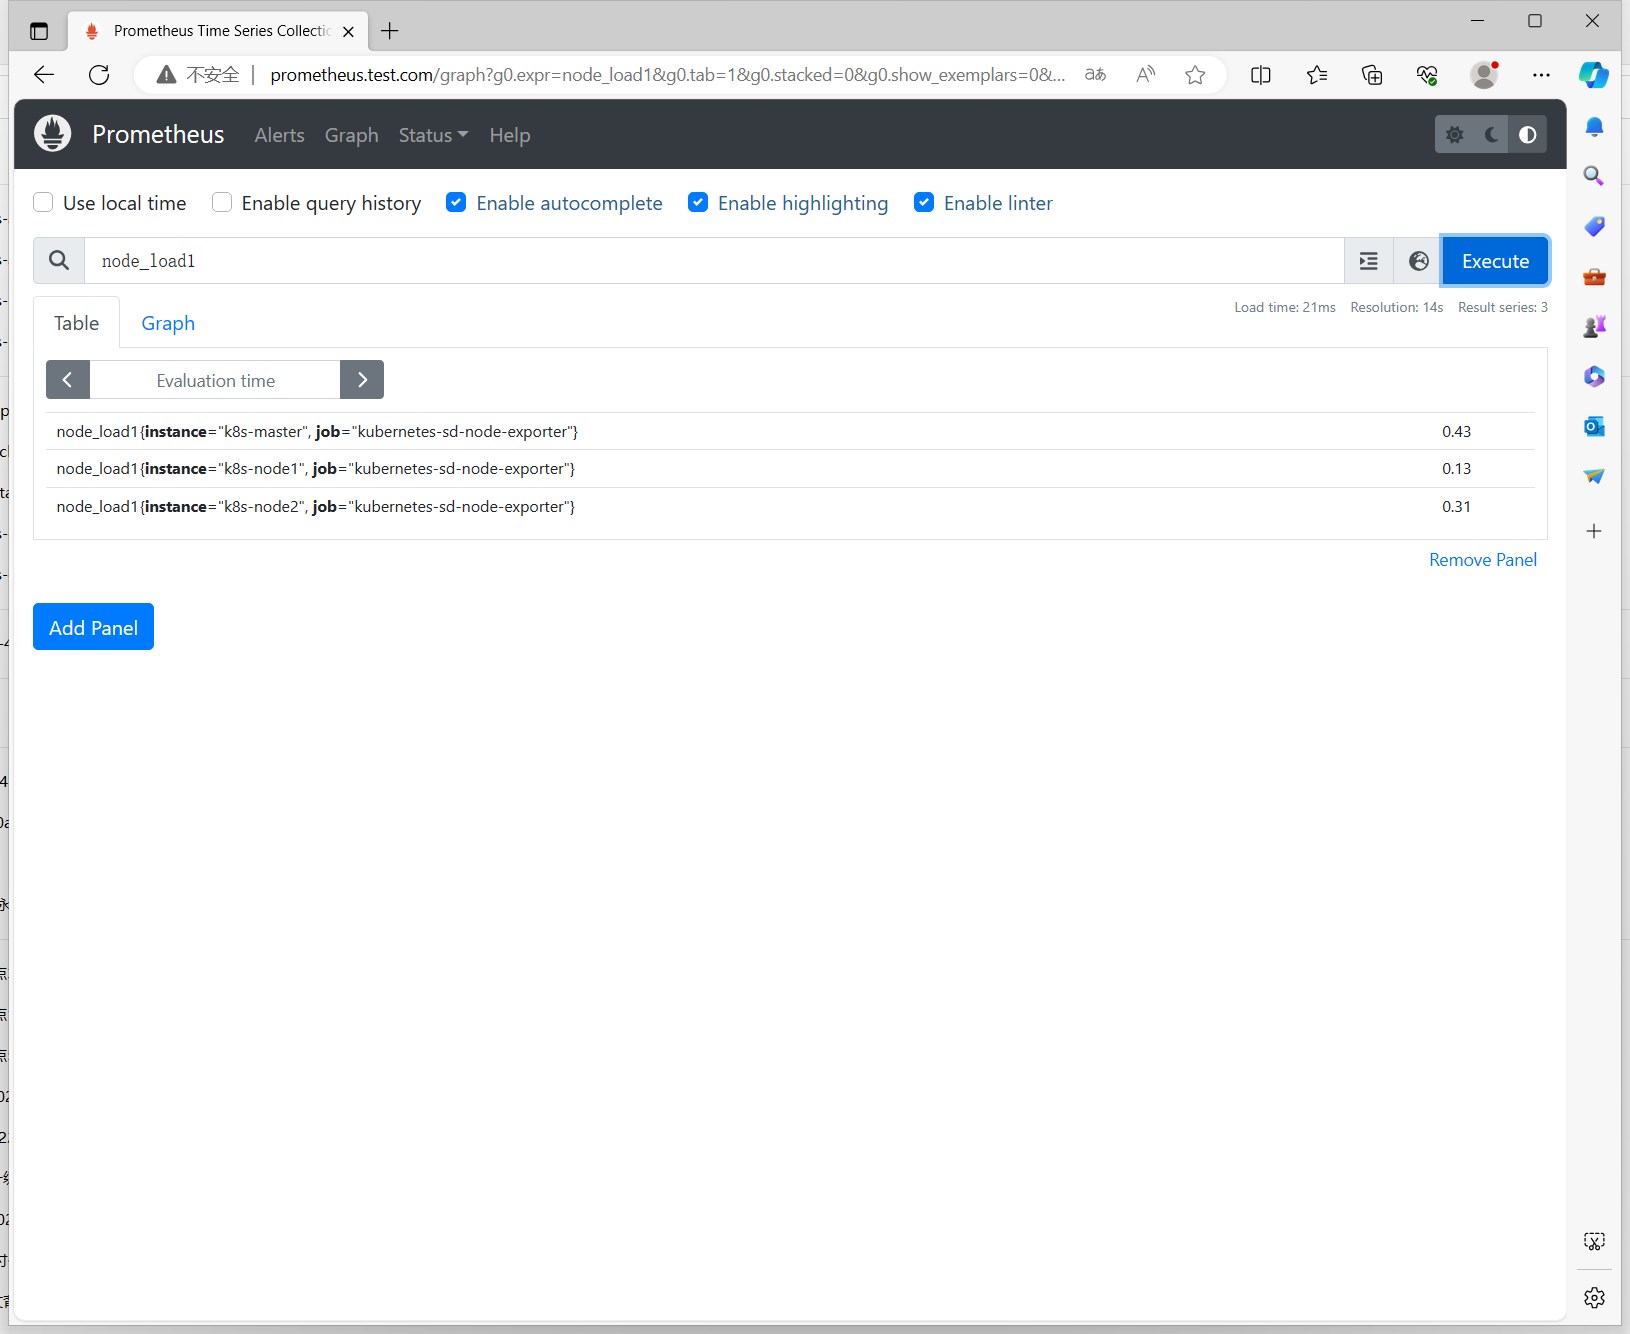 Prometheus Time Series Collectio
不安全 | prometheus.test.com/graph?g0.expr=node_load1&g0.tab=1&g0.stacked=0&g0.show_exemplars=0&g...
Prometheus Alerts Graph Status Help
Use local time Enable query history Enable autocomplete Enable highlighting Enable linter
node_load1 Execute
Table Graph Load time: 21ms Resolution: 14s Result series: 3
Evaluation time
node_load1{instance="k8s-master", job="kubernetes-sd-node-exporter"} 0.43
node_load1{instance="k8s-node1", job="kubernetes-sd-node-exporter"} 0.13
node_load1{instance="k8s-node2", job="kubernetes-sd-node-exporter"} 0.31
Remove Panel
Add Panel